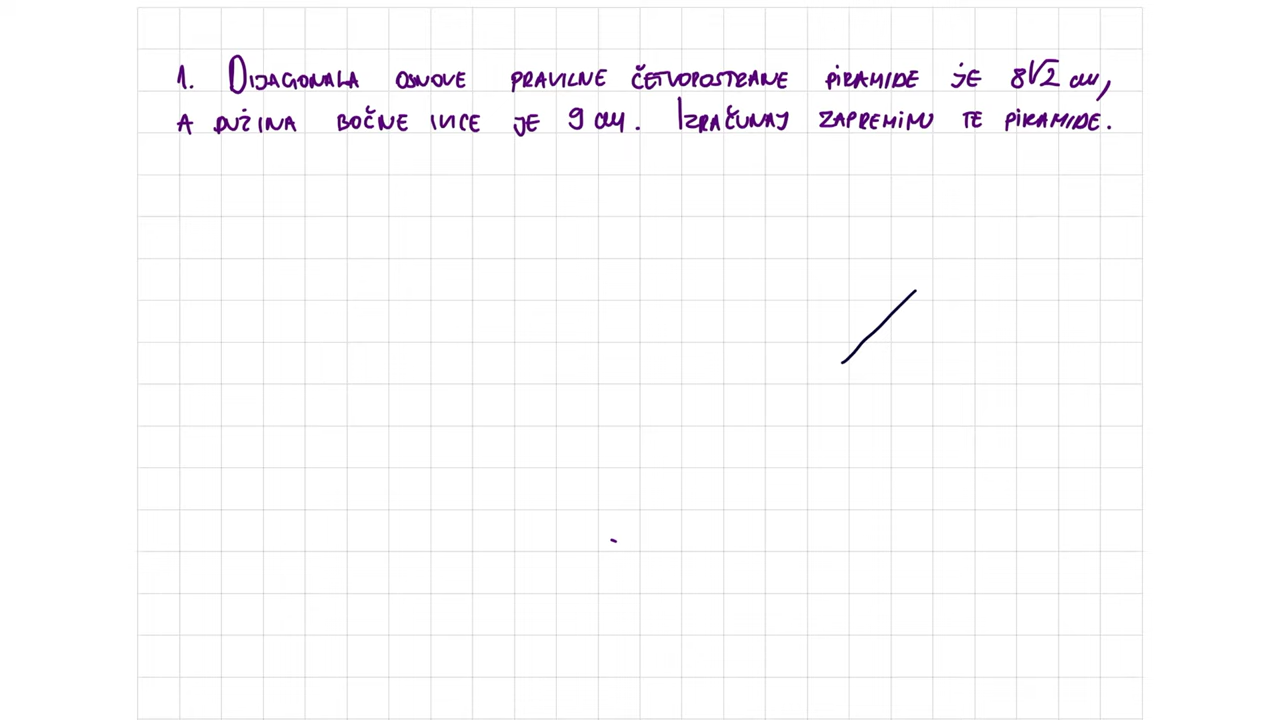 1. DIJAGONALA OSNOVE PRAVILNE ČETVOROSTRANE PIRAMIDE JE 8√2 cm,
A DUŽINA BOČNE IVICE JE 9 cm. IZRAČUNAJ ZAPREMINU TE PIRAMIDE.